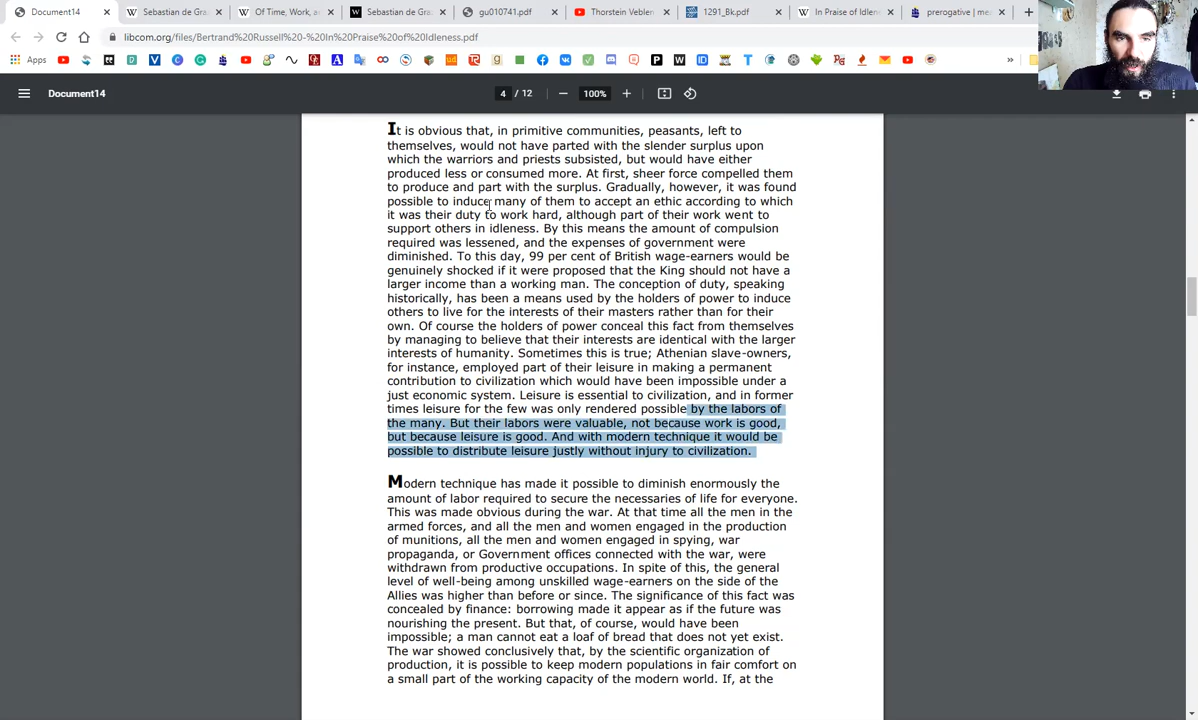 Document14
Sebastian de Gra
Of Time, Work, a
Sebastian de Gra
gu010741.pdf
Thorstein Veblen
1291_Bk.pdf
In Praise of Idlene
prerogative | mea
libcom.org/files/Bertrand%20Russell%20-%20In%20Praise%20of%20Idleness.pdf
Apps
Document14
4 / 12
100%
It is obvious that, in primitive communities, peasants, left to
themselves, would not have parted with the slender surplus upon
which the warriors and priests subsisted, but would have either
produced less or consumed more. At first, sheer force compelled them
to produce and part with the surplus. Gradually, however, it was found
possible to induce many of them to accept an ethic according to which
it was their duty to work hard, although part of their work went to
support others in idleness. By this means the amount of compulsion
required was lessened, and the expenses of government were
diminished. To this day, 99 per cent of British wage-earners would be
genuinely shocked if it were proposed that the King should not have a
larger income than a working man. The conception of duty, speaking
historically, has been a means used by the holders of power to induce
others to live for the interests of their masters rather than for their
own. Of course the holders of power conceal this fact from themselves
by managing to believe that their interests are identical with the larger
interests of humanity. Sometimes this is true; Athenian slave-owners,
for instance, employed part of their leisure in making a permanent
contribution to civilization which would have been impossible under a
just economic system. Leisure is essential to civilization, and in former
times leisure for the few was only rendered possible by the labors of
the many. But their labors were valuable, not because work is good,
but because leisure is good. And with modern technique it would be
possible to distribute leisure justly without injury to civilization.
Modern technique has made it possible to diminish enormously the
amount of labor required to secure the necessaries of life for everyone.
This was made obvious during the war. At that time all the men in the
armed forces, and all the men and women engaged in the production
of munitions, all the men and women engaged in spying, war
propaganda, or Government offices connected with the war, were
withdrawn from productive occupations. In spite of this, the general
level of well-being among unskilled wage-earners on the side of the
Allies was higher than before or since. The significance of this fact was
concealed by finance: borrowing made it appear as if the future was
nourishing the present. But that, of course, would have been
impossible; a man cannot eat a loaf of bread that does not yet exist.
The war showed conclusively that, by the scientific organization of
production, it is possible to keep modern populations in fair comfort on
a small part of the working capacity of the modern world. If, at the